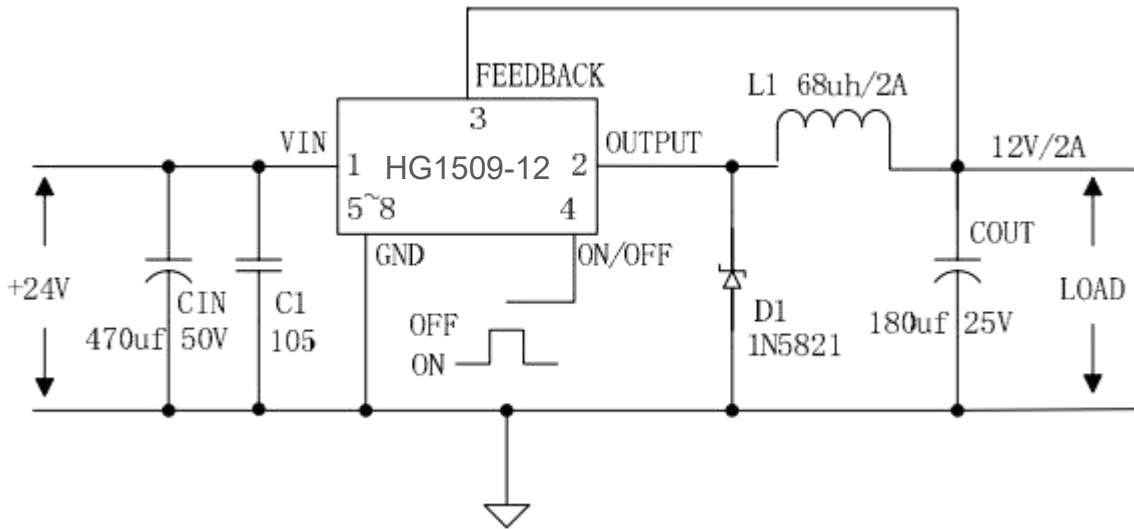 FEEDBACK
3
L1 68uh/2A
VIN
OUTPUT
12V/2A
1
HG1509-12
2
5~8
4
GND
ON/OFF
COUT
+24V
CIN
C1
LOAD
470uf 50V
105
OFF
ON
D1
1N5821
180uf 25V